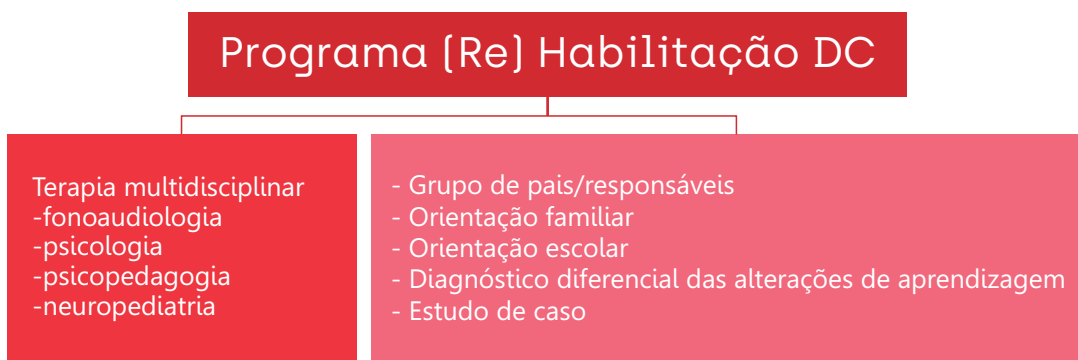 Programa (Re) Habilitação DC
Terapia multidisciplinar
-fonoaudiologia
-psicologia
-psicopedagogia
-neuropediatria
- Grupo de pais/responsáveis
- Orientação familiar
- Orientação escolar
- Diagnóstico diferencial das alterações de aprendizagem
- Estudo de caso